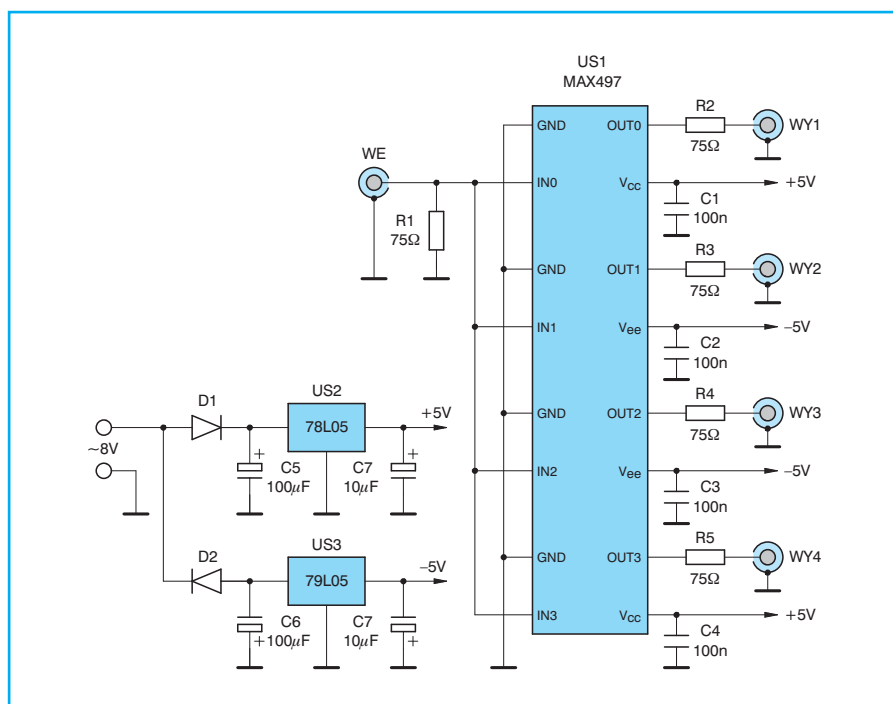 US1
MAX497
GND
OUT0
R2
75Ω
WY1
WE
IN0
Vcc
+5V
R1
75Ω
C1
100n
GND
OUT1
R3
75Ω
WY2
IN1
Vee
–5V
C2
100n
D1
US2
78L05
+5V
~8V
C5
+
100μF
C7
+
10μF
GND
OUT2
R4
75Ω
WY3
IN2
Vee
–5V
C3
100n
D2
US3
79L05
–5V
C6
+
100μF
C7
+
10μF
GND
OUT3
R5
75Ω
WY4
IN3
Vcc
+5V
C4
100n